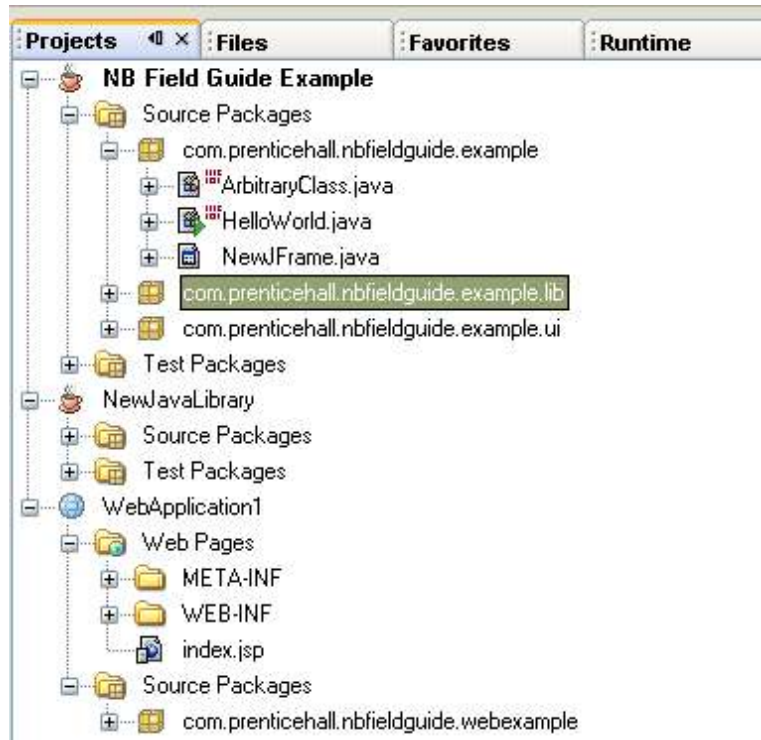 Projects Files Favorites Runtime
NB Field Guide Example
Source Packages
com.prenticehall.nbfieldguide.example
ArbitraryClass.java
HelloWorld.java
NewJFrame.java
com.prenticehall.nbfieldguide.example.lib
com.prenticehall.nbfieldguide.example.ui
Test Packages
NewJavaLibrary
Source Packages
Test Packages
WebApplication1
Web Pages
META-INF
WEB-INF
index.jsp
Source Packages
com.prenticehall.nbfieldguide.webexample